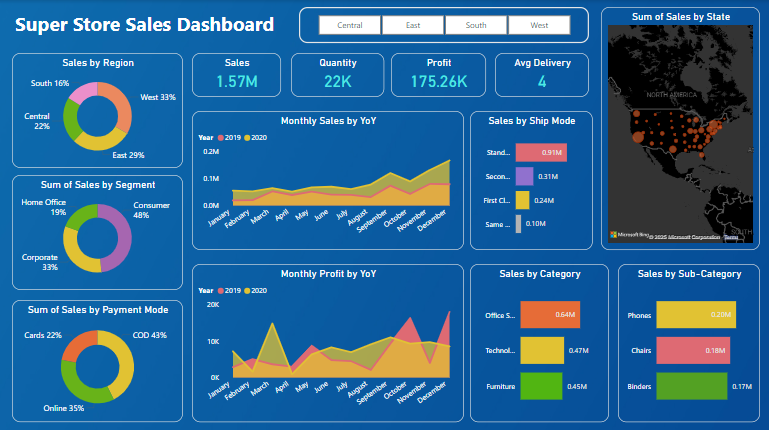 Super Store Sales Dashboard
Central
East
South
West
Sales by Region
South 16%
West 33%
Central
22%
East 29%
Sales
1.57M
Quantity
22K
Profit
175.26K
Avg Delivery
4
Sum of Sales by State
NORTH AMERICA
SOUTH
Microsoft Bing
© 2025 Microsoft Corporation Terms
Monthly Sales by YoY
Year 2019 2020
0.2M
0.1M
0.0M
January
February
March
April
May
June
July
August
September
October
November
December
Sales by Ship Mode
Stand... 0.91M
Secon... 0.31M
First Cl... 0.24M
Same ... 0.10M
Sum of Sales by Segment
Home Office
19%
Consumer
48%
Corporate
33%
Monthly Profit by YoY
Year 2019 2020
20K
10K
0K
January
February
March
April
May
June
July
August
September
October
November
December
Sales by Category
Office S... 0.64M
Technol... 0.47M
Furniture 0.45M
Sales by Sub-Category
Phones 0.20M
Chairs 0.18M
Binders 0.17M
Sum of Sales by Payment Mode
Cards 22%
COD 43%
Online 35%